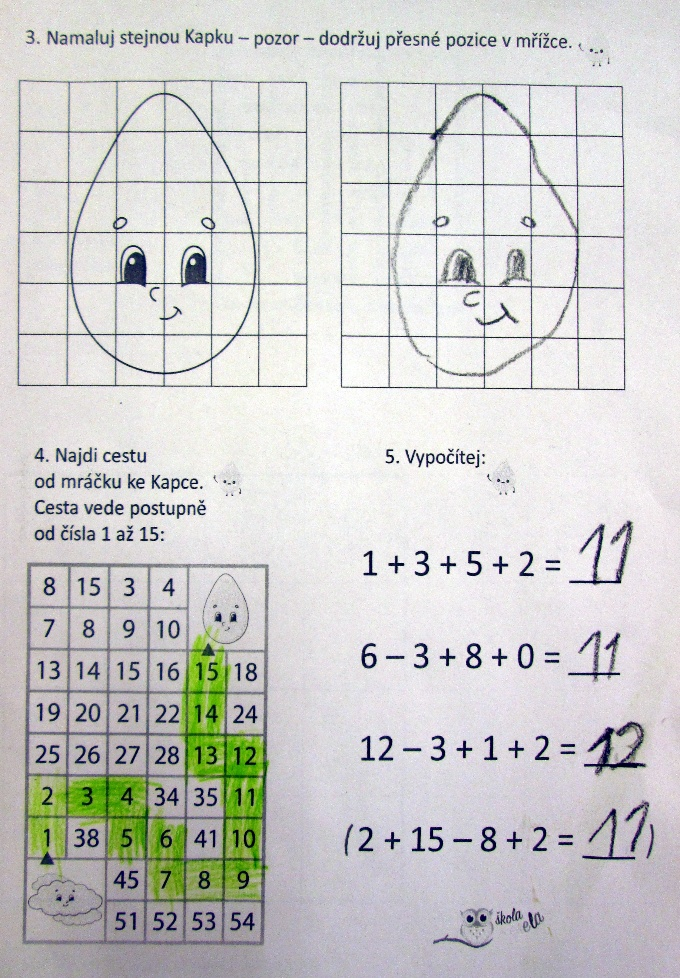 3. Namaluj stejnou Kapku – pozor – dodržuj přesné pozice v mřížce.
4. Najdi cestu
od mráčku ke Kapce.
Cesta vede postupně
od čísla 1 až 15:
8 15 3 4
7 8 9 10
13 14 15 16 15 18
19 20 21 22 14 24
25 26 27 28 13 12
2 3 4 34 35 11
1 38 5 6 41 10
45 7 8 9
51 52 53 54
5. Vypočítej:
1 + 3 + 5 + 2 = 11
6 – 3 + 8 + 0 = 11
12 – 3 + 1 + 2 = 12
(2 + 15 – 8 + 2 = 11)
škola
ela